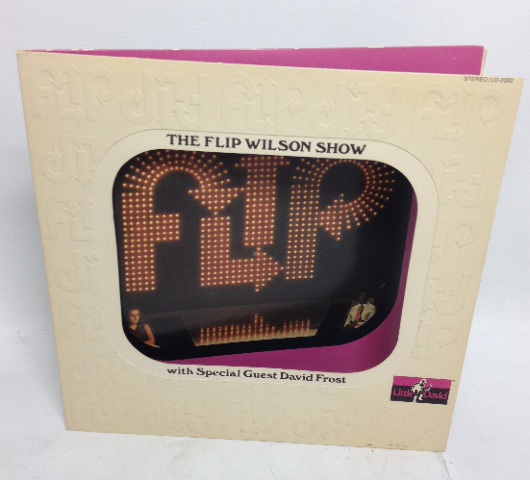 STEREO/LD-2000
THE FLIP WILSON SHOW
FLIP
with Special Guest David Frost
Little David